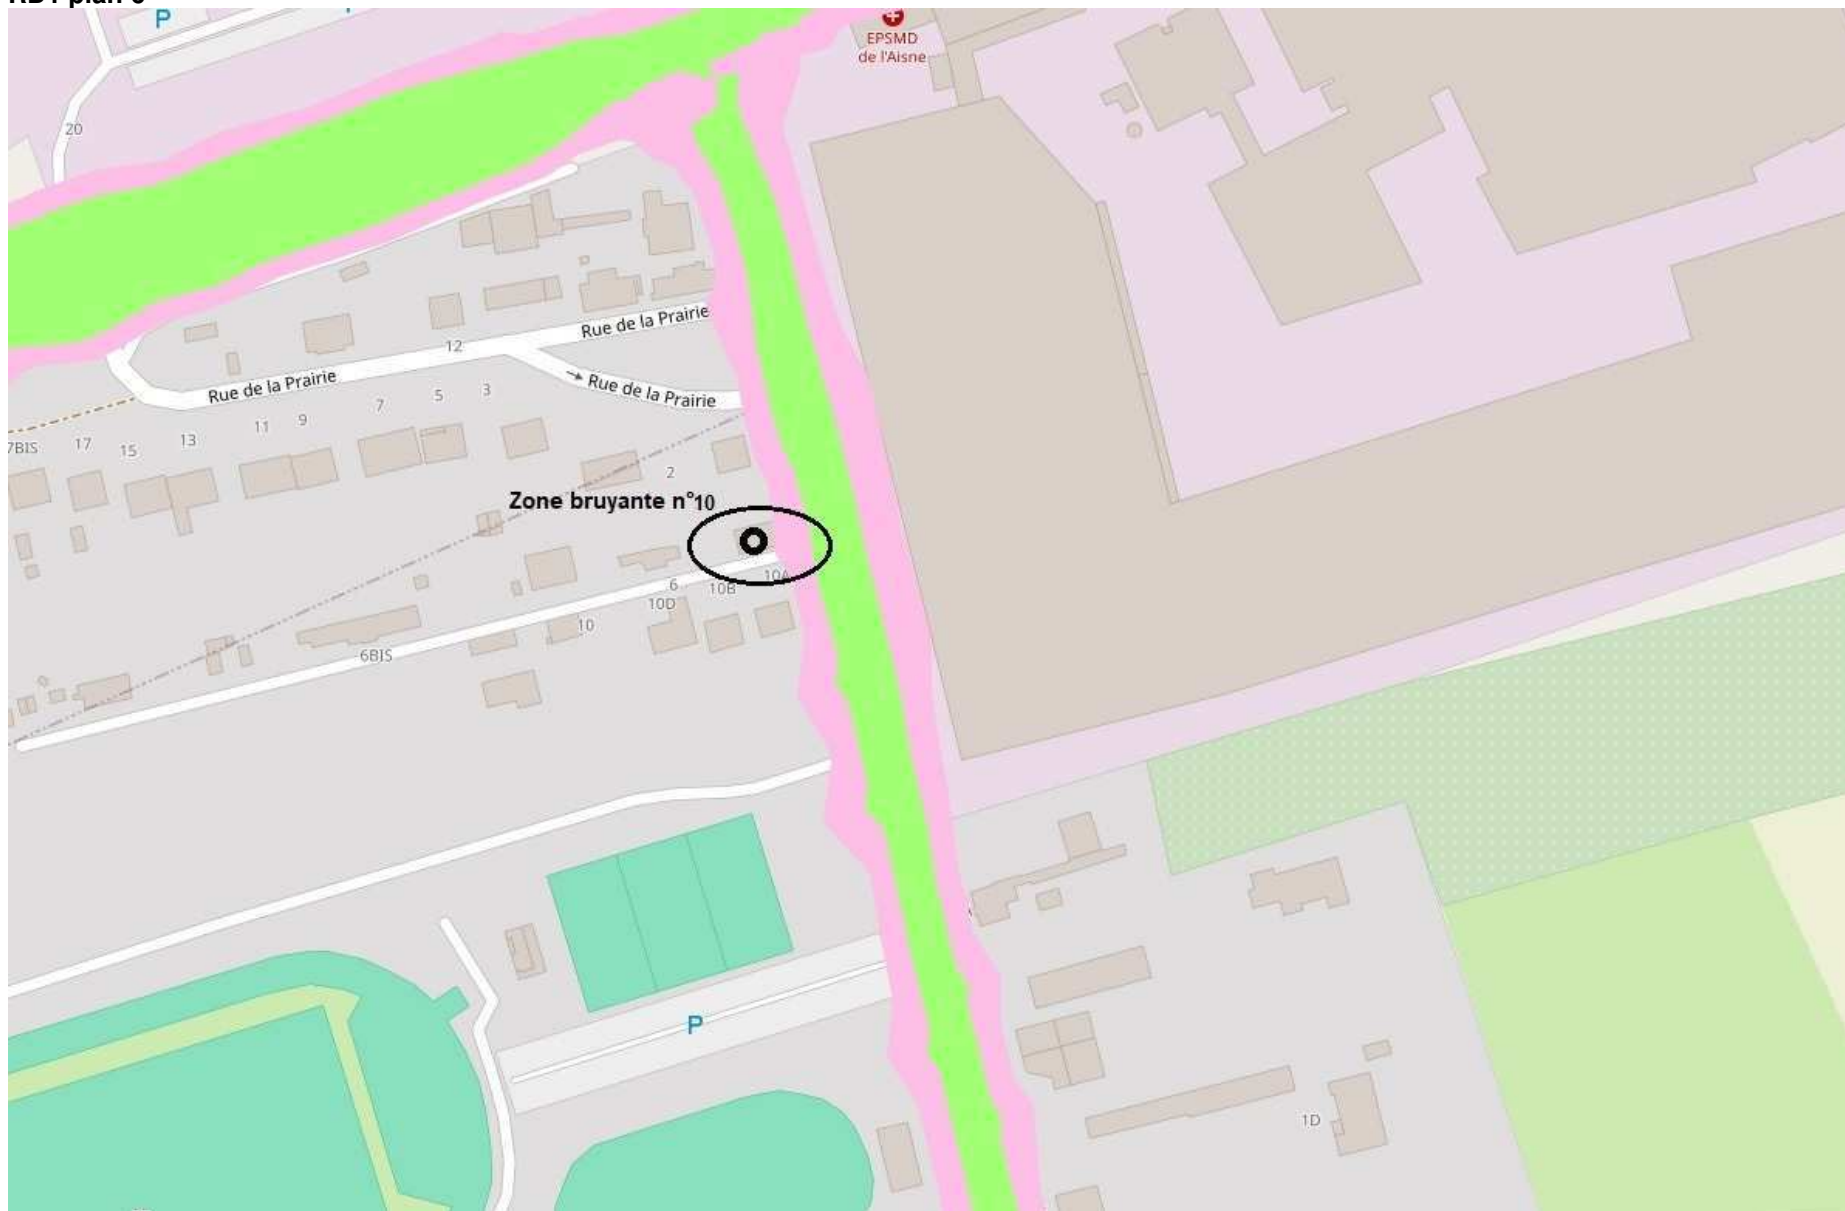 P
EPSMD
de l'Aisne
20
Rue de la Prairie
12
Rue de la Prairie
→ Rue de la Prairie
3
5
7
9
11
13
7BIS
17
15
2
Zone bruyante n°10
10A
6
10B
10D
10
6BIS
P
1D